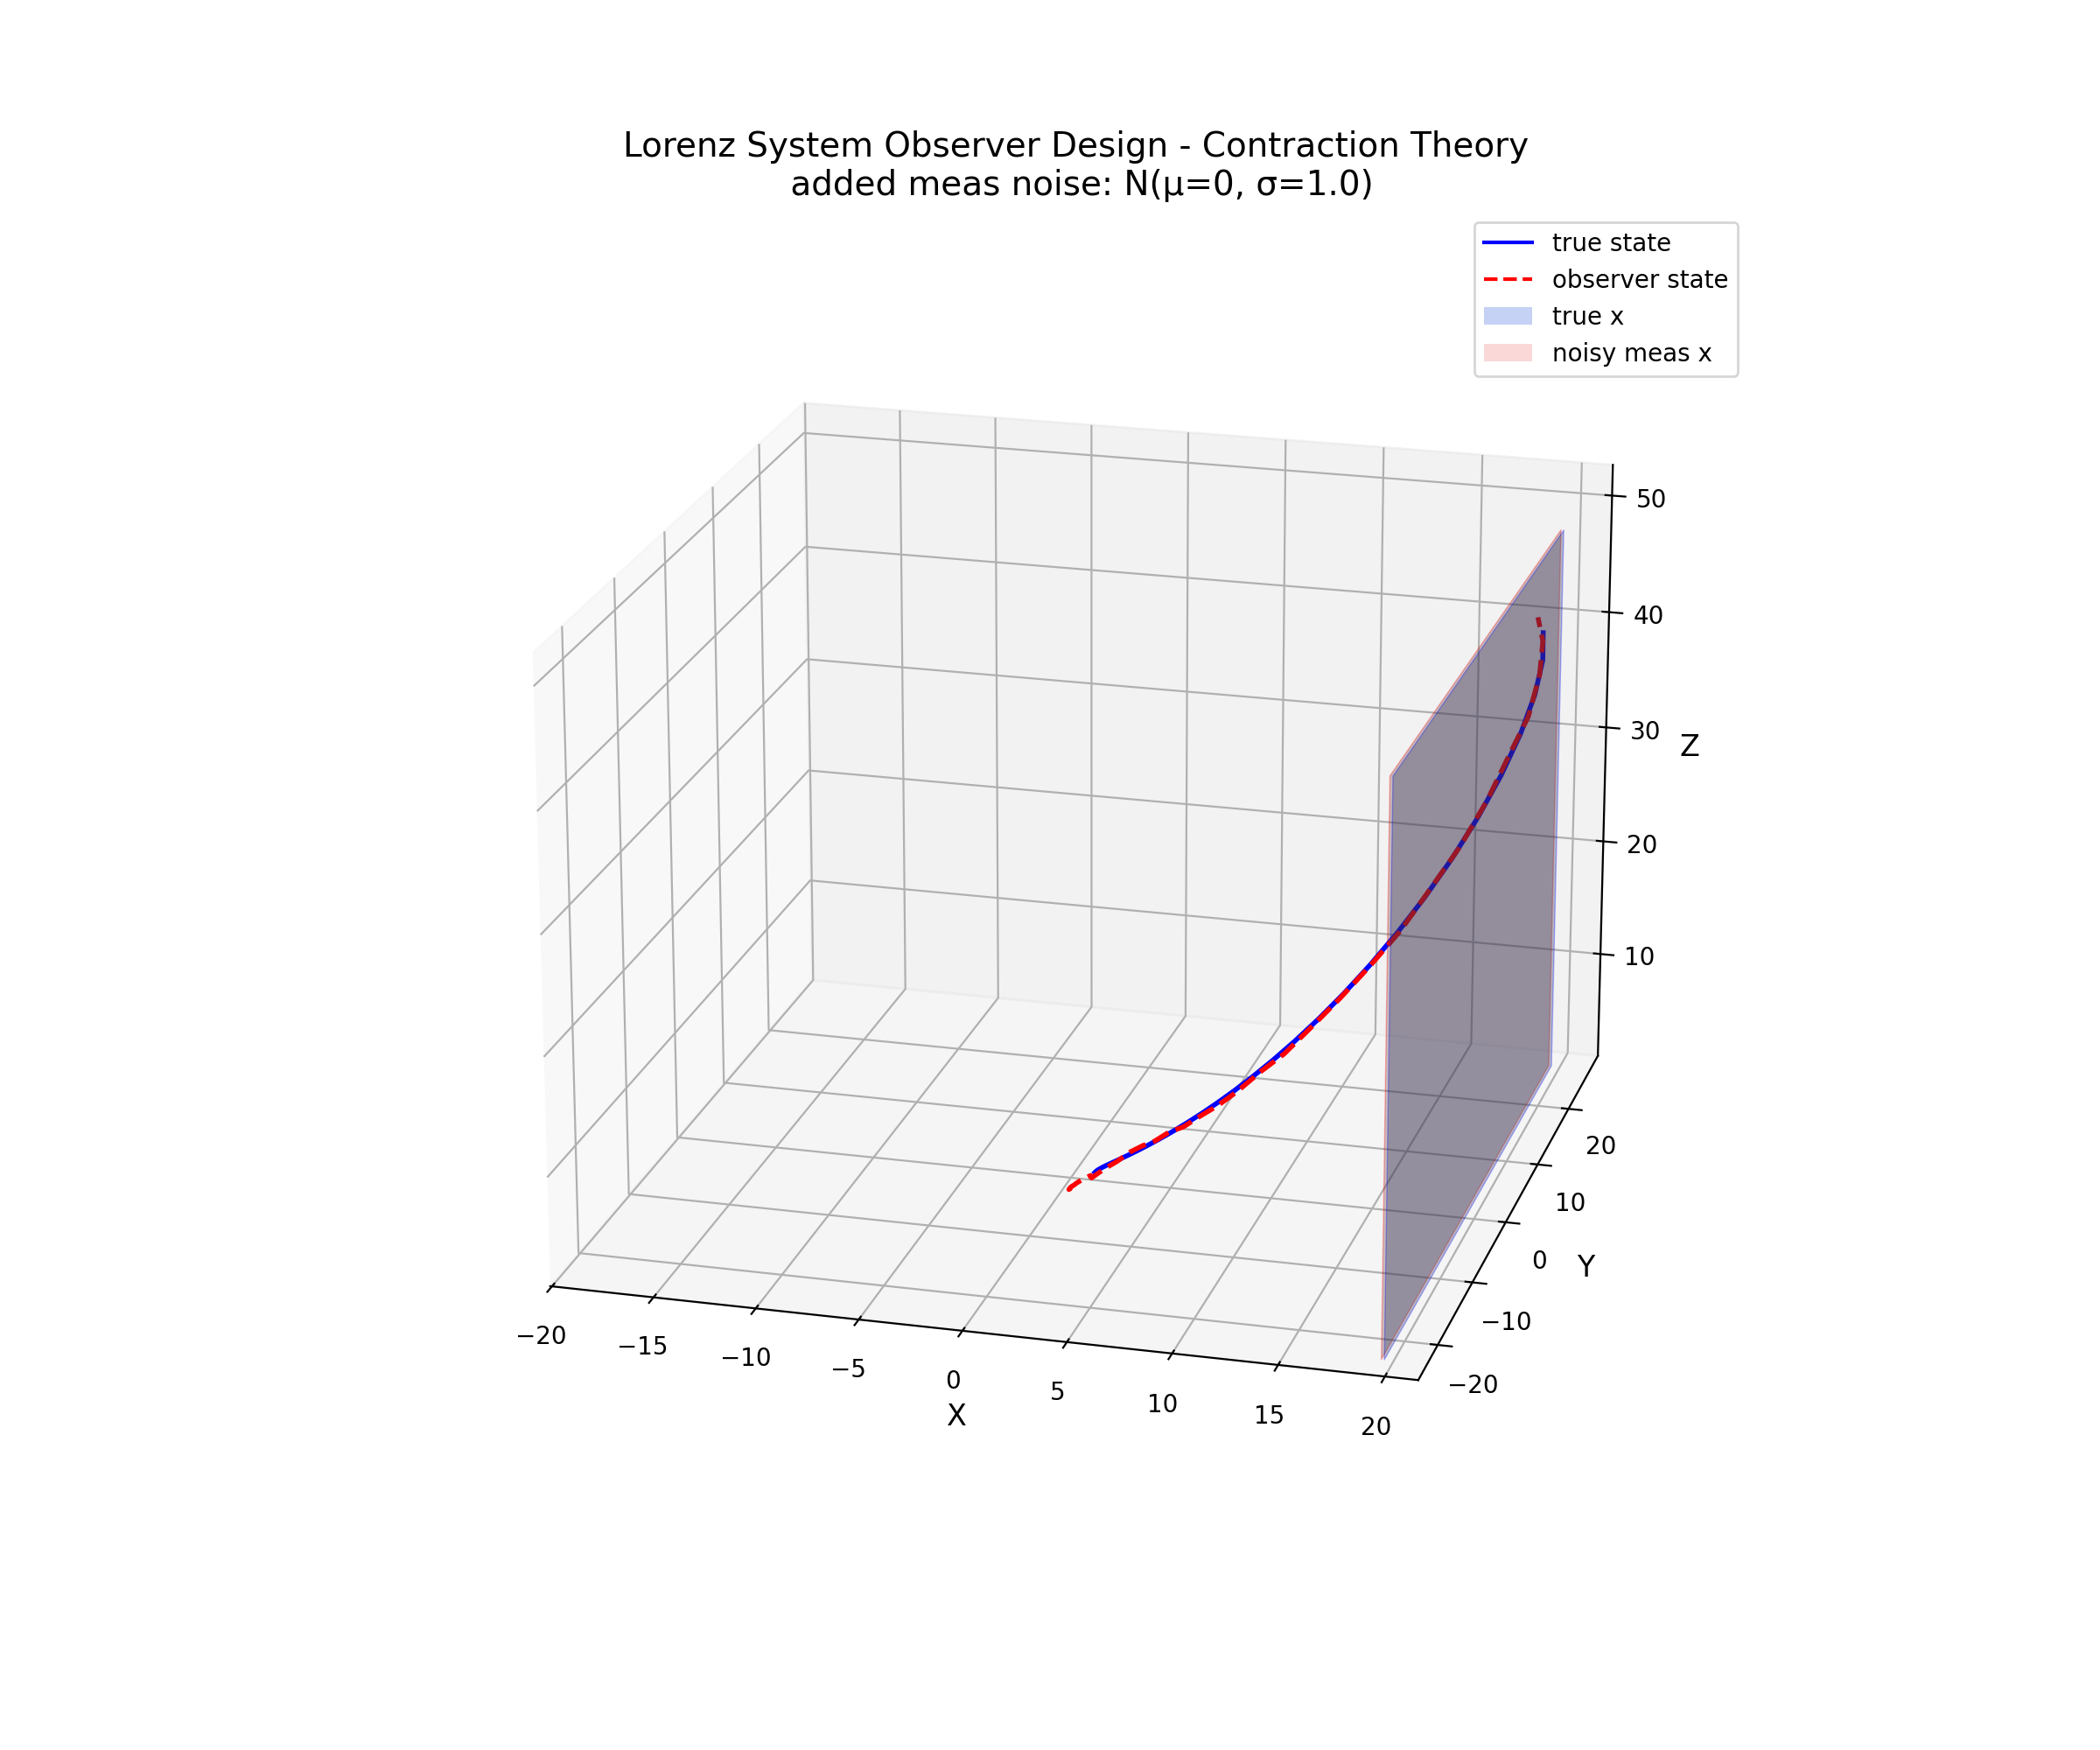 Lorenz System Observer Design - Contraction Theory
added meas noise: N(μ=0, σ=1.0)
true state
observer state
true x
noisy meas x
50
40
30
20
10
Z
20
10
0
−10
−20
Y
−20
−15
−10
−5
0
5
10
15
20
X